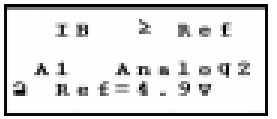 IB ≥ Ref
A1 Analog2
Ref=4.9V